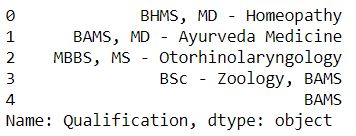 0 BHMS, MD - Homeopathy
1 BAMS, MD - Ayurveda Medicine
2 MBBS, MS - Otorhinolaryngology
3 BSc - Zoology, BAMS
4 BAMS
Name: Qualification, dtype: object